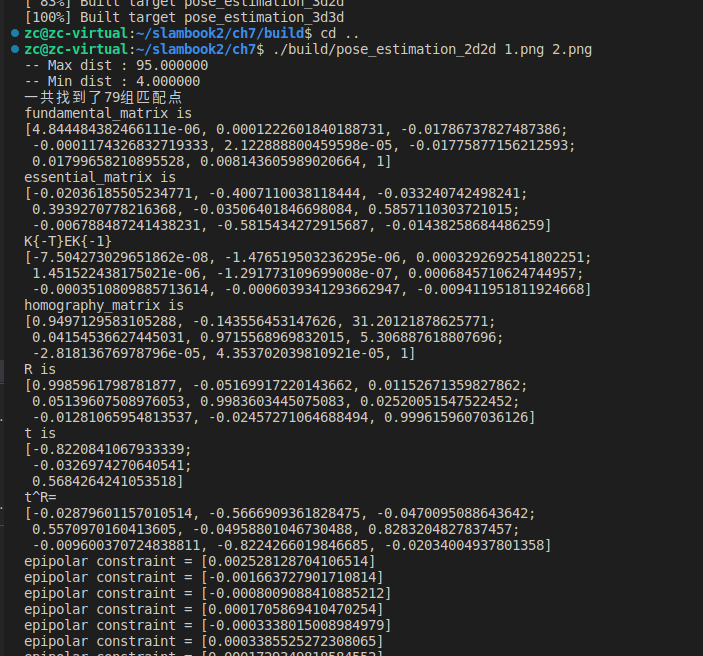 [ 83%] Built target pose_estimation_3d2d
[100%] Built target pose_estimation_3d3d
zc@zc-virtual:~/slambook2/ch7/build$ cd ..
zc@zc-virtual:~/slambook2/ch7$ ./build/pose_estimation_2d2d 1.png 2.png
-- Max dist : 95.000000
-- Min dist : 4.000000
一共找到了79组匹配点
fundamental_matrix is
[4.844484382466111e-06, 0.0001222601840188731, -0.01786737827487386;
-0.0001174326832719333, 2.122888800459598e-05, -0.01775877156212593;
0.01799658210895528, 0.008143605989020664, 1]
essential_matrix is
[-0.02036185505234771, -0.4007110038118444, -0.033240742498241;
0.3939270778216368, -0.03506401846698084, 0.5857110303721015;
-0.006788487241438231, -0.5815434272915687, -0.01438258684486259]
K{-T}EK{-1}
[-7.504273029651862e-08, -1.476519503236295e-06, 0.0003292692541802251;
1.451522438175021e-06, -1.291773109699008e-07, 0.0006845710624744957;
-0.0003510809885713614, -0.0006039341293662947, -0.009411951811924668]
homography_matrix is
[0.9497129583105288, -0.143556453147626, 31.20121878625771;
0.04154536627445031, 0.9715568969832015, 5.306887618807696;
-2.81813676978796e-05, 4.353702039810921e-05, 1]
R is
[0.9985961798781877, -0.05169917220143662, 0.01152671359827862;
0.05139607508976053, 0.9983603445075083, 0.02520051547522452;
-0.01281065954813537, -0.02457271064688494, 0.9996159607036126]
t is
[-0.8220841067933339;
-0.0326974270640541;
0.5684264241053518]
t^R=
[-0.02879601157010514, -0.5666909361828475, -0.0470095088643642;
0.5570970160413605, -0.04958801046730488, 0.8283204827837457;
-0.009600370724838811, -0.8224266019846685, -0.02034004937801358]
epipolar constraint = [0.002528128704106514]
epipolar constraint = [-0.001663727901710814]
epipolar constraint = [-0.0008009088410885212]
epipolar constraint = [0.0001705869410470254]
epipolar constraint = [-0.0003338015008984979]
epipolar constraint = [0.0003385525272308065]